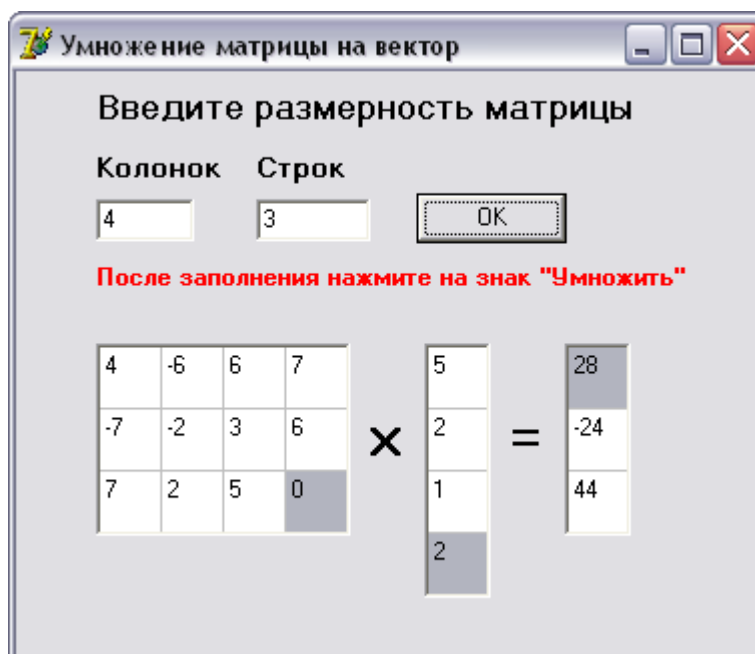 Умножение матрицы на вектор
Введите размерность матрицы
Колонок Строк
4 3 OK
После заполнения нажмите на знак "Умножить"
4 -6 6 7 5 28
-7 -2 3 6 × 2 = -24
7 2 5 0 1 44
2